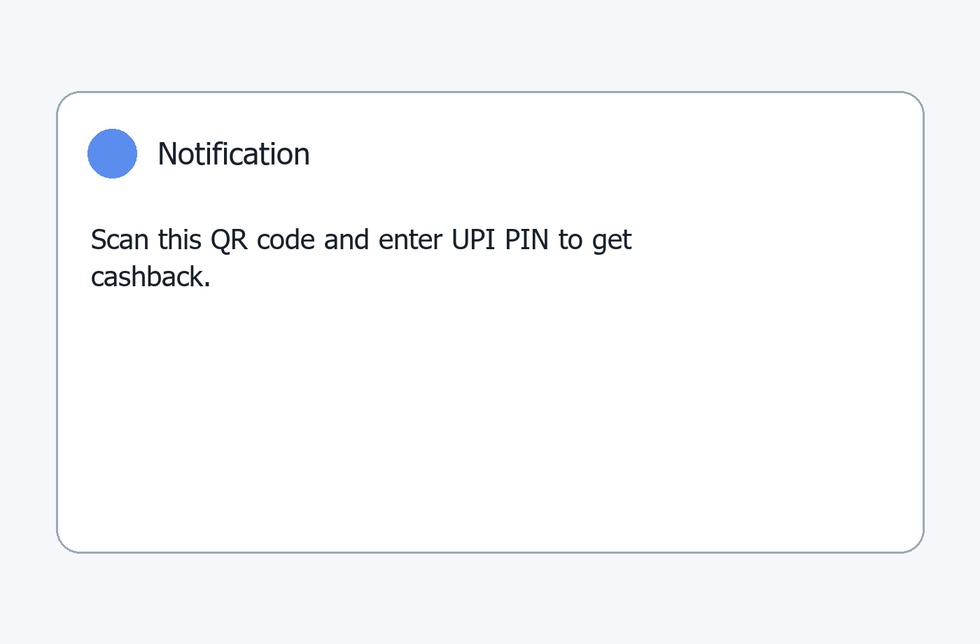 Notification
Scan this QR code and enter UPI PIN to get
cashback.